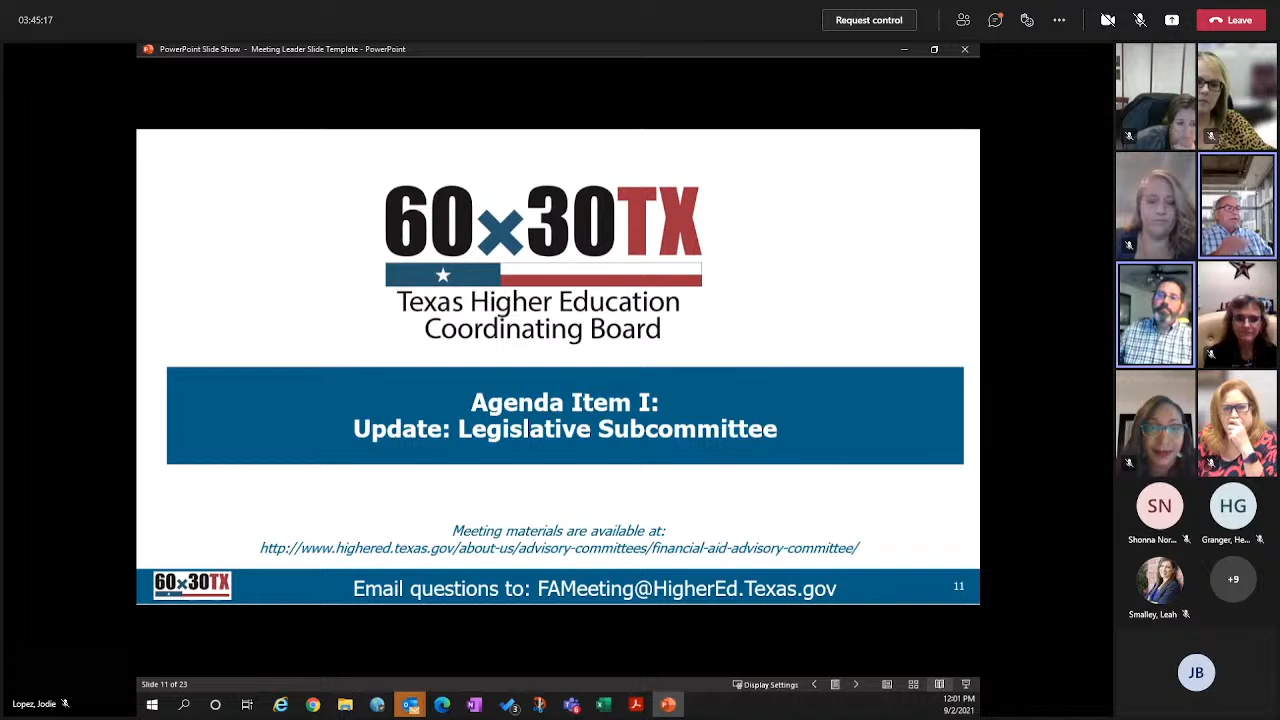 03:45:17
Request control
Leave
PowerPoint Slide Show - Meeting Leader Slide Template - PowerPoint
60x30TX
Texas Higher Education
Coordinating Board
Agenda Item I:
Update: Legislative Subcommittee
Meeting materials are available at:
http://www.highered.texas.gov/about-us/advisory-committees/financial-aid-advisory-committee/
60x30TX
Email questions to: FAMeeting@HigherEd.Texas.gov
11
SN
HG
Shonna Nor...
Granger, He...
+9
Smalley, Leah
JB
Slide 11 of 23
Display Settings
Lopez, Jodie
12:01 PM
9/2/2021